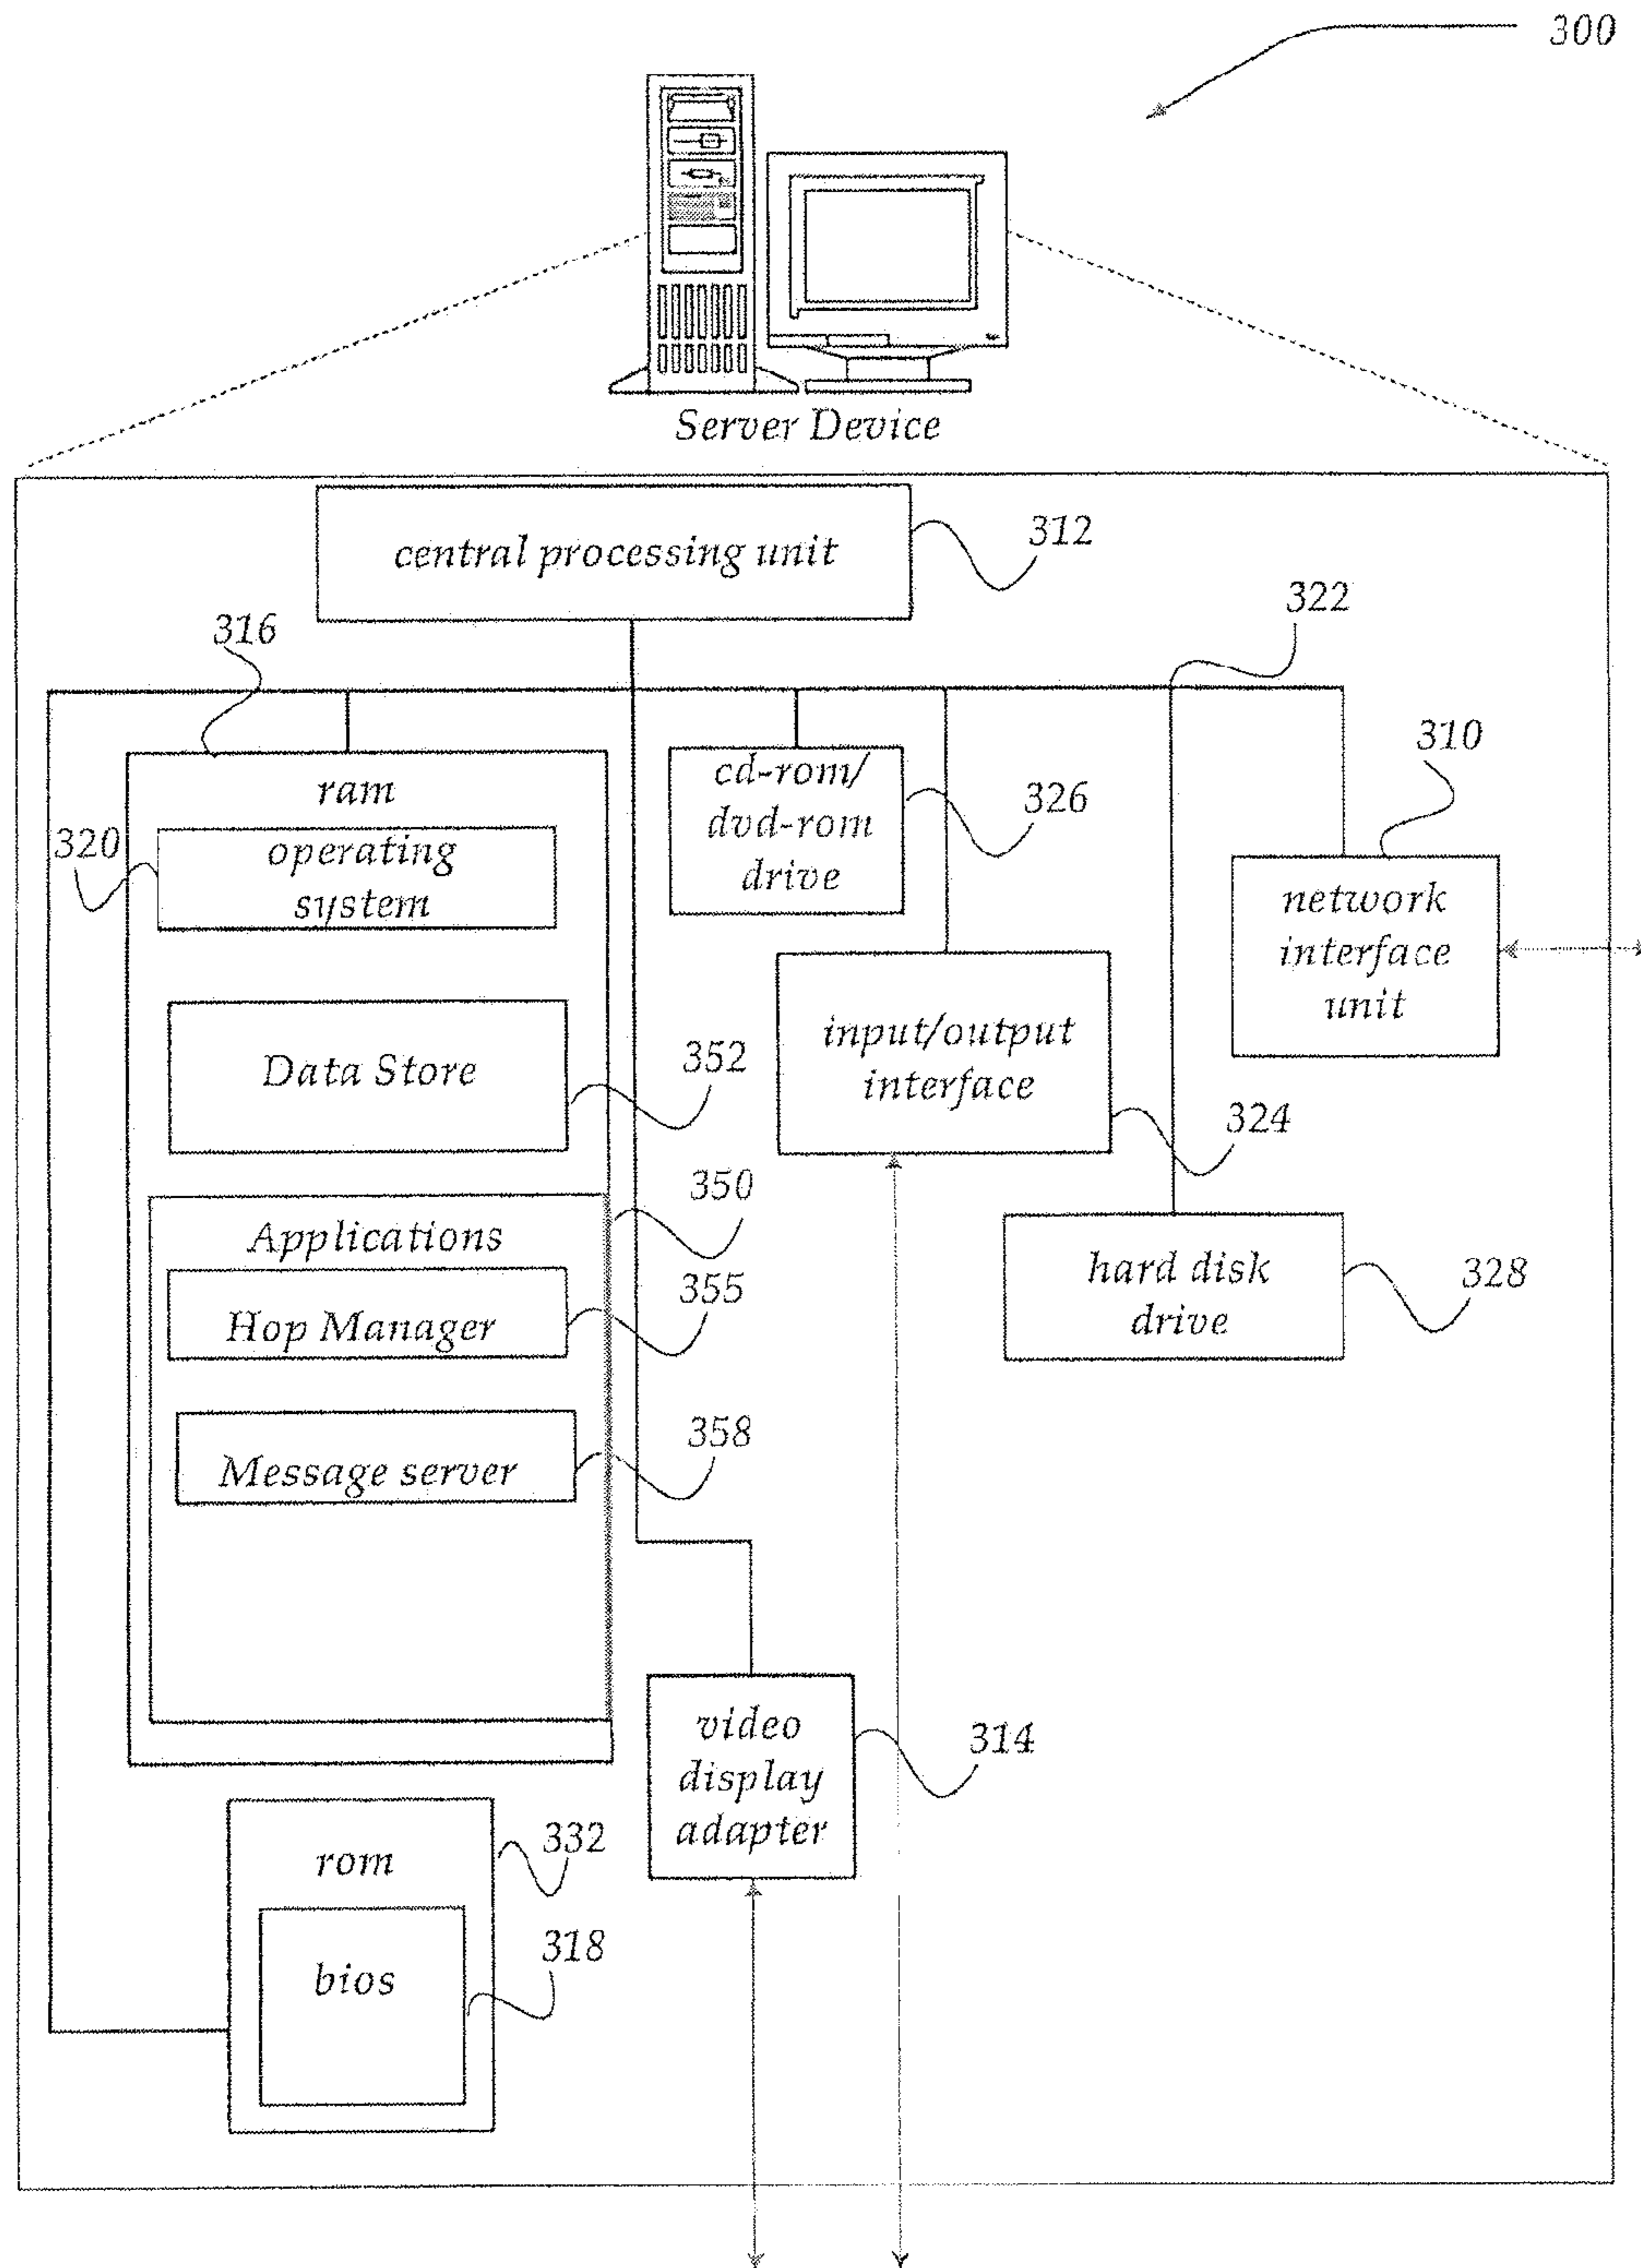 300
Server Device
central processing unit
312
322
316
310
ram
cd-rom/
dvd-rom
drive
326
320
operating
system
network
interface
unit
input/output
interface
Data Store
352
324
350
Applications
355
hard disk
drive
328
Hop Manager
358
Message server
video
display
adapter
314
332
rom
318
bios